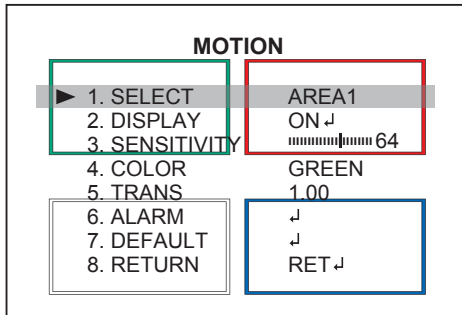 MOTION
► 1. SELECT AREA1
2. DISPLAY ON↲
3. SENSITIVITY 64
4. COLOR GREEN
5. TRANS 1.00
6. ALARM ↲
7. DEFAULT ↲
8. RETURN RET↲